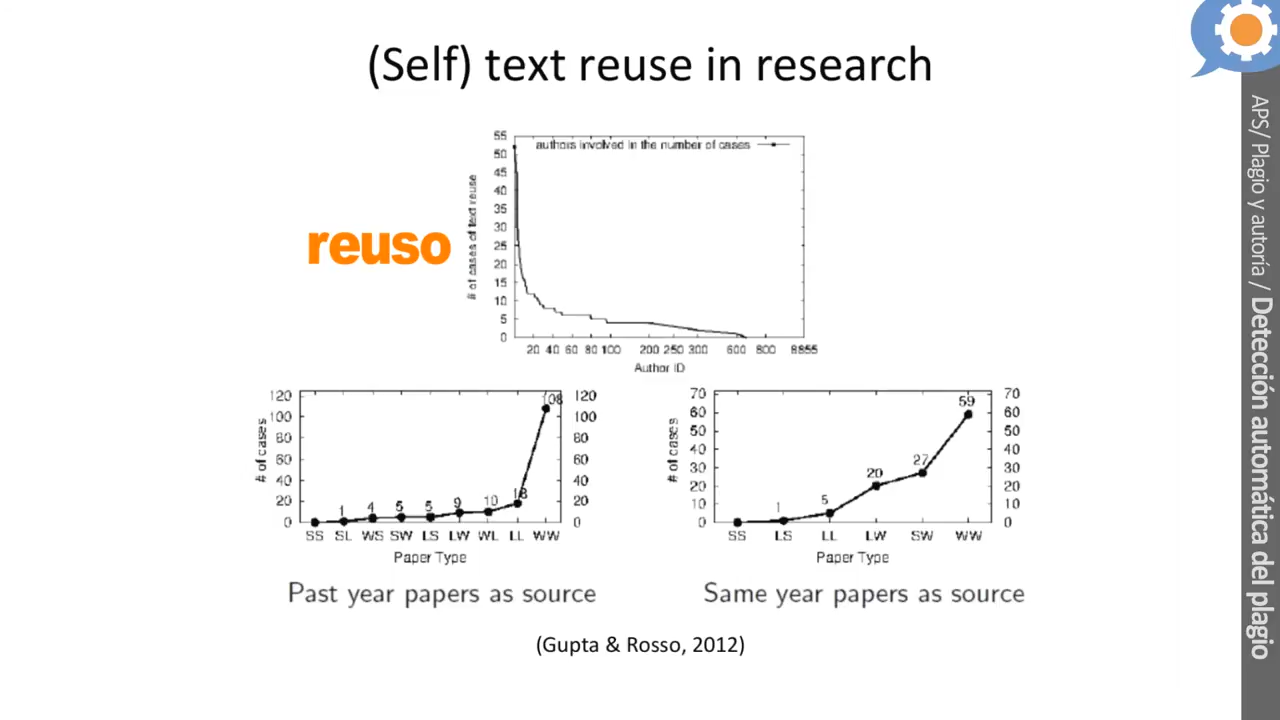 (Self) text reuse in research
reuso
authors involved in the number of cases
# of cases of text reuse
55
50
45
40
35
30
25
20
15
10
5
0
20 40 60 80 100 200 250 300 600 800 8855
Author ID
# of cases
120
100
80
60
40
20
0
1 4 5 5 9 10 18 108
120
100
80
60
40
20
0
SS SL WS SW LS LW WL LL WW
Paper Type
Past year papers as source
# of cases
70
60
50
40
30
20
10
0
1 5 20 27 59
70
60
50
40
30
20
10
0
SS LS LL LW SW WW
Paper Type
Same year papers as source
(Gupta & Rosso, 2012)
APS/ Plagio y autoría / Detección automática del plagio